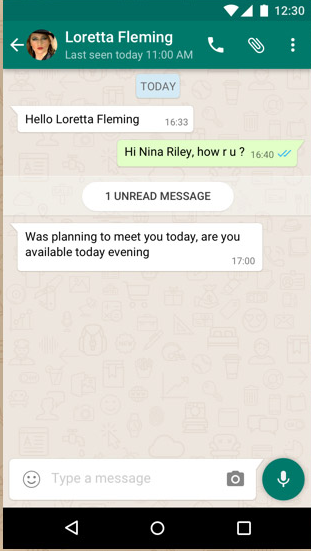 12:30
Loretta Fleming
Last seen today 11:00 AM
TODAY
Hello Loretta Fleming 16:33
Hi Nina Riley, how r u ? 16:40
1 UNREAD MESSAGE
Was planning to meet you today, are you
available today evening
17:00
Type a message